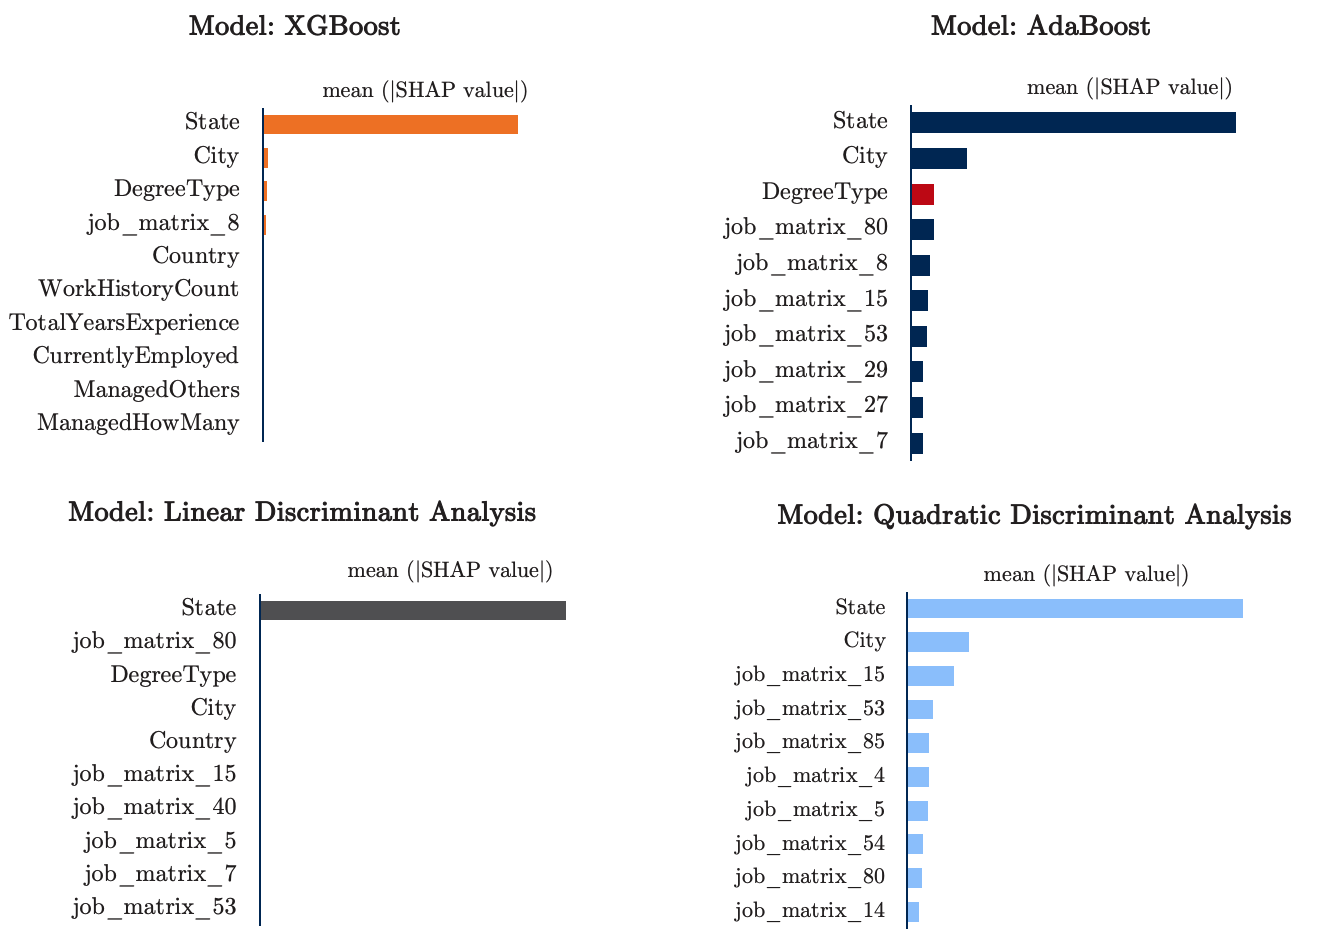 Model: XGBoost
mean (|SHAP value|)
State
City
DegreeType
job_matrix_8
Country
WorkHistoryCount
TotalYearsExperience
CurrentlyEmployed
ManagedOthers
ManagedHowMany
Model: AdaBoost
mean (|SHAP value|)
State
City
DegreeType
job_matrix_80
job_matrix_8
job_matrix_15
job_matrix_53
job_matrix_29
job_matrix_27
job_matrix_7
Model: Linear Discriminant Analysis
mean (|SHAP value|)
State
job_matrix_80
DegreeType
City
Country
job_matrix_15
job_matrix_40
job_matrix_5
job_matrix_7
job_matrix_53
Model: Quadratic Discriminant Analysis
mean (|SHAP value|)
State
City
job_matrix_15
job_matrix_53
job_matrix_85
job_matrix_4
job_matrix_5
job_matrix_54
job_matrix_80
job_matrix_14